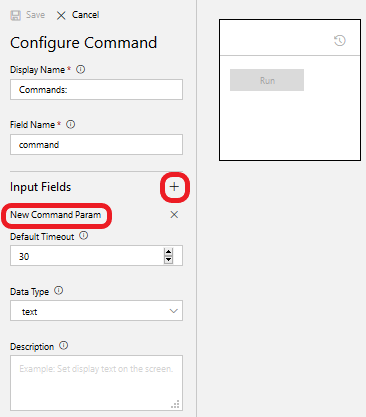 Save Cancel
Configure Command
Display Name *
Commands:
Field Name *
command
Input Fields
New Command Param
Default Timeout
30
Data Type
text
Description
Example: Set display text on the screen.
Run